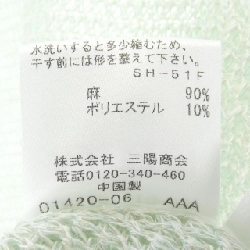 水洗いすると多少縮むため、
干す前には形を整えて下さい。
SH-51F
麻 90%
ポリエステル 10%
株式会社 三陽商会
電話0120-340-460
中国製
01420-06 AAA